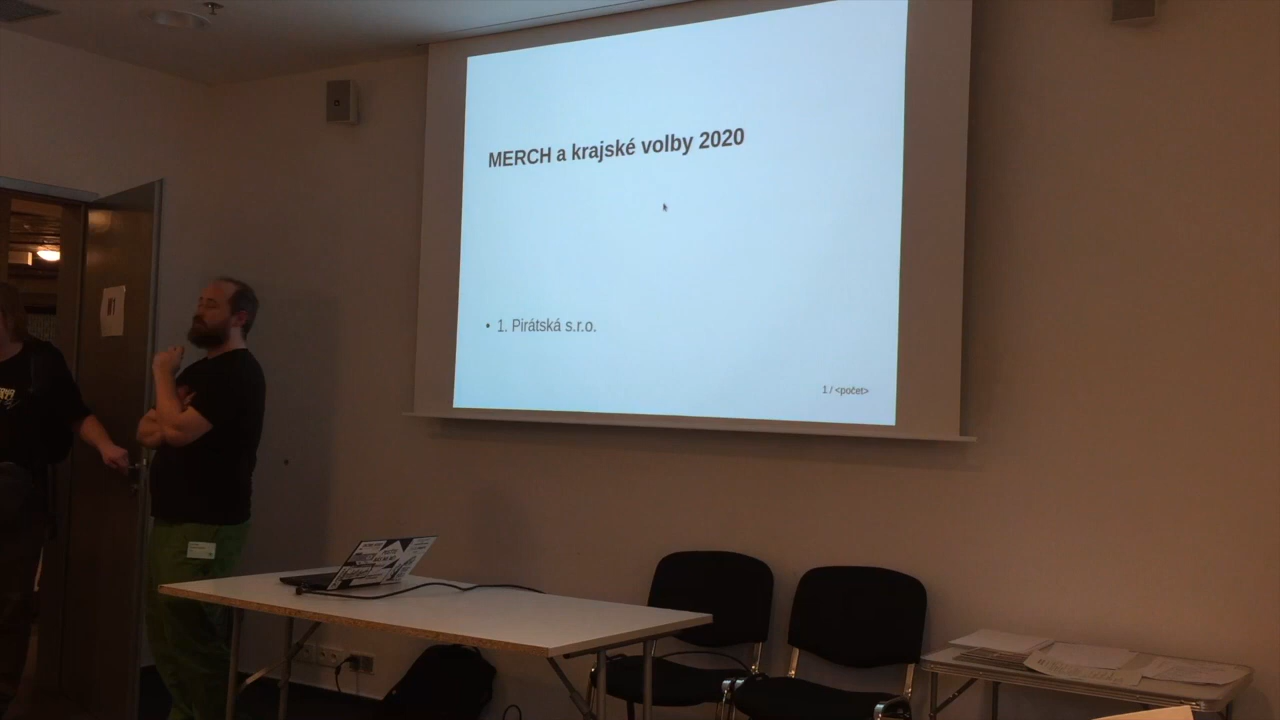 MERCH a krajské volby 2020
• 1. Pirátská s.r.o.
1 / <počet>